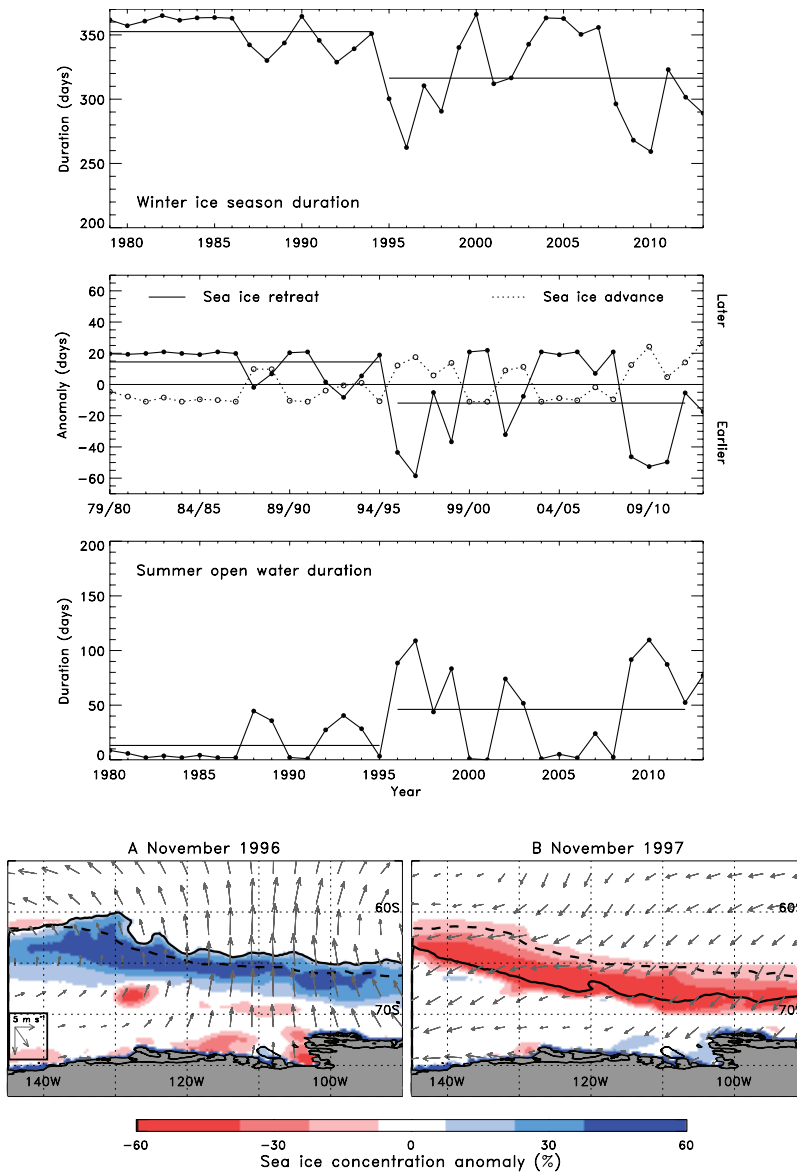 350
300
250
200
Duration (days)
Winter ice season duration
1980 1985 1990 1995 2000 2005 2010
60
40
20
0
−20
−40
−60
Anomaly (days)
Sea ice retreat Sea ice advance
Later
Earlier
79/80 84/85 89/90 94/95 99/00 04/05 09/10
200
150
100
50
0
Duration (days)
Summer open water duration
1980 1985 1990 1995 2000 2005 2010
Year
A November 1996 B November 1997
60S 60S
70S 70S
5 m s⁻¹
140W 120W 100W 140W 120W 100W
−60 −30 0 30 60
Sea ice concentration anomaly (%)